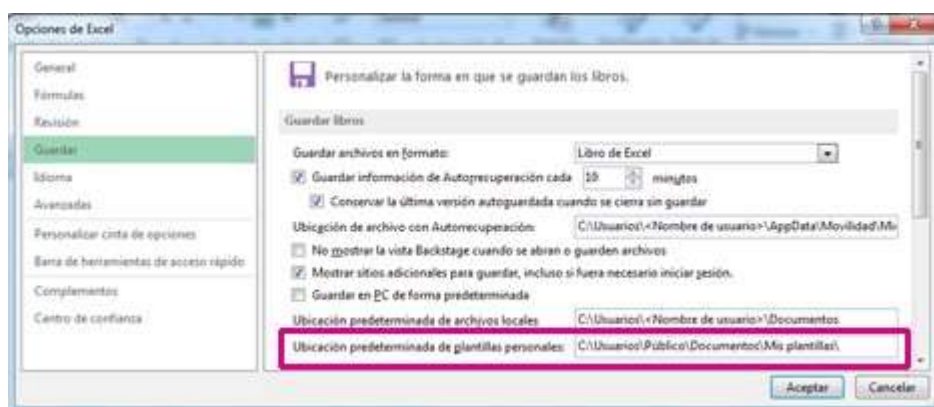 Opciones de Excel
General
Fórmulas
Revisión
Guardar
Idioma
Avanzadas
Personalizar cinta de opciones
Barra de herramientas de acceso rápido
Complementos
Centro de confianza
Personalizar la forma en que se guardan los libros.
Guardar libros
Guardar archivos en formato: Libro de Excel
Guardar información de Autorrecuperación cada 10 minutos
Conservar la última versión autoguardada cuando se cierra sin guardar
Ubicación de archivo con Autorrecuperación: C:\Usuarios\<Nombre de usuario>\AppData\Movilidad\Mi
No mostrar la vista Backstage cuando se abran o guarden archivos
Mostrar sitios adicionales para guardar, incluso si fuera necesario iniciar sesión.
Guardar en PC de forma predeterminada
Ubicación predeterminada de archivos locales C:\Usuarios\<Nombre de usuario>\Documentos
Ubicación predeterminada de plantillas personales: C:\Usuarios\Público\Documentos\Mis plantillas\
Aceptar Cancelar